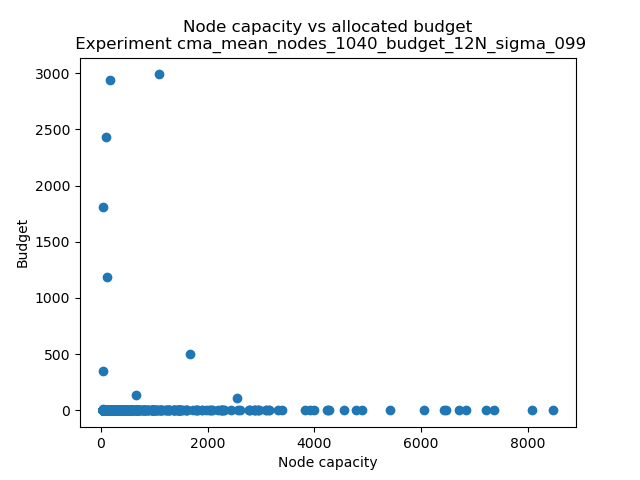 Node capacity vs allocated budget
Experiment cma_mean_nodes_1040_budget_12N_sigma_099
3000
2500
2000
1500
1000
500
0
Budget
0 2000 4000 6000 8000
Node capacity